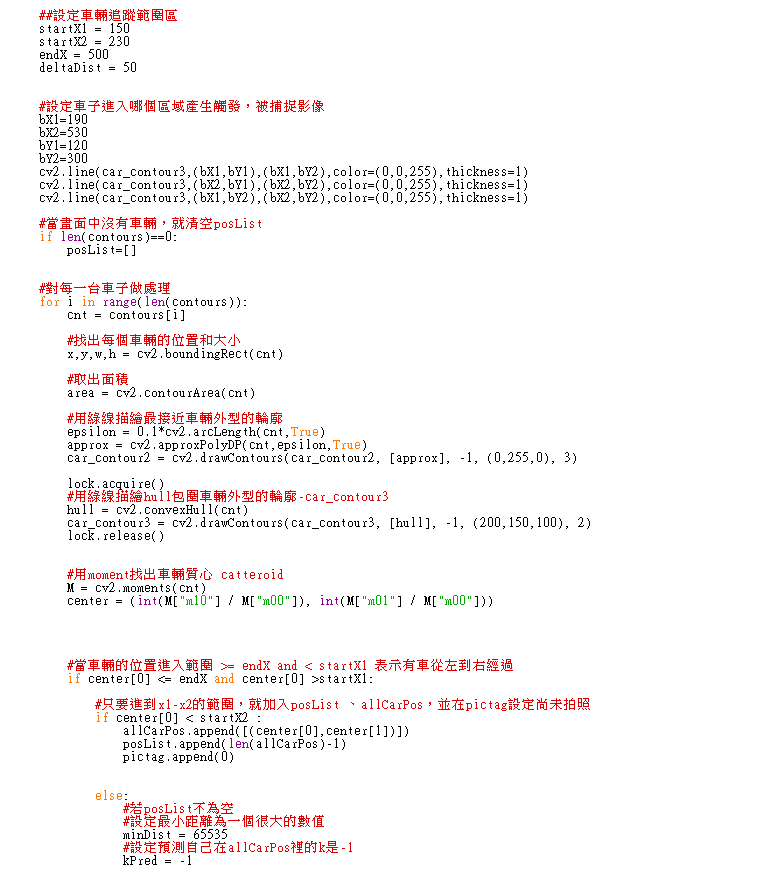 ##設定車輛追蹤範圍區
startX1 = 150
startX2 = 230
endX = 500
deltaDist = 50
#設定車子進入哪個區域產生觸發，被捕捉影像
bX1=190
bX2=530
bY1=120
bY2=300
cv2.line(car_contour3,(bX1,bY1),(bX1,bY2),color=(0,0,255),thickness=1)
cv2.line(car_contour3,(bX2,bY1),(bX2,bY2),color=(0,0,255),thickness=1)
cv2.line(car_contour3,(bX1,bY2),(bX2,bY2),color=(0,0,255),thickness=1)
#當畫面中沒有車輛，就清空posList
if len(contours)==0:
posList=[]
#對每一台車子做處理
for i in range(len(contours)):
cnt = contours[i]
#找出每個車輛的位置和大小
x,y,w,h = cv2.boundingRect(cnt)
#取出面積
area = cv2.contourArea(cnt)
#用綠線描繪最接近車輛外型的輪廓
epsilon = 0.1*cv2.arcLength(cnt,True)
approx = cv2.approxPolyDP(cnt,epsilon,True)
car_contour2 = cv2.drawContours(car_contour2, [approx], -1, (0,255,0), 3)
lock.acquire()
#用綠線描繪hull包圍車輛外型的輪廓-car_contour3
hull = cv2.convexHull(cnt)
car_contour3 = cv2.drawContours(car_contour3, [hull], -1, (200,150,100), 2)
lock.release()
#用moment找出車輛質心 catteroid
M = cv2.moments(cnt)
center = (int(M["m10"] / M["m00"]), int(M["m01"] / M["m00"]))
#當車輛的位置進入範圍 >= endX and < startX1 表示有車從左到右經過
if center[0] <= endX and center[0] >startX1:
#只要進到x1-x2的範圍，就加入posList 、allCarPos，並在pictag設定尚未拍照
if center[0] < startX2 :
allCarPos.append([(center[0],center[1])])
posList.append(len(allCarPos)-1)
pictag.append(0)
else:
#若posList不為空
#設定最小距離為一個很大的數值
minDist = 65535
#設定預測自己在allCarPos裡的k是-1
kPred = -1